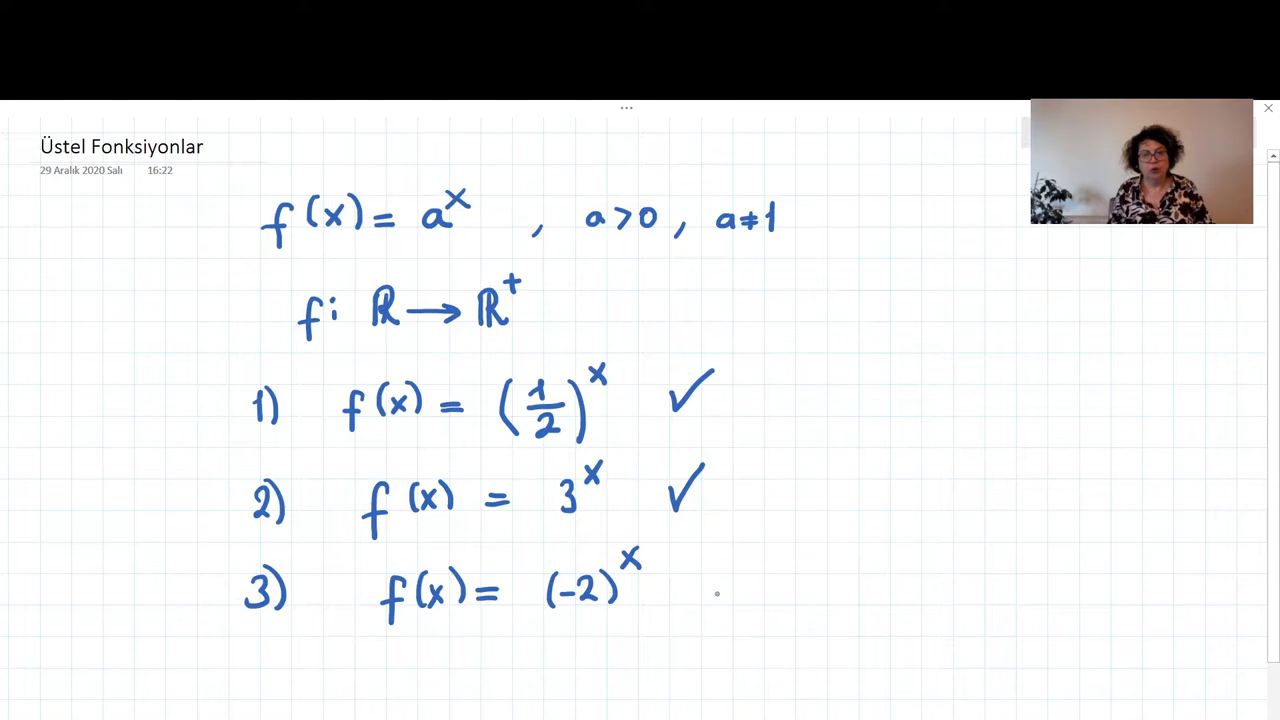 Üstel Fonksiyonlar
29 Aralık 2020 Salı 16:22
f(x) = a^x , a > 0 , a ≠ 1
f: ℝ → ℝ^+
1) f(x) = (1/2)^x ✓
2) f(x) = 3^x ✓
3) f(x) = (-2)^x